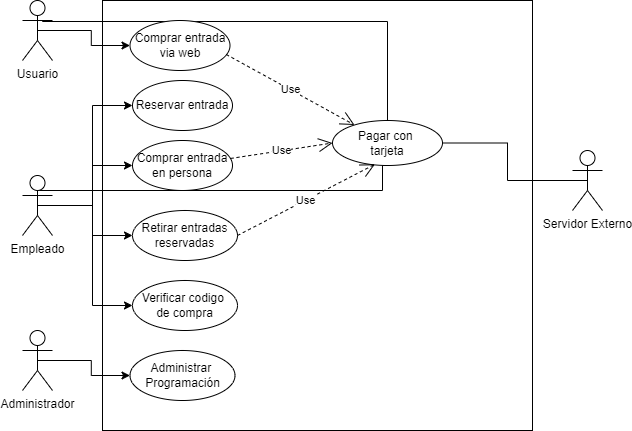 Usuario
Comprar entrada
via web
Use
Reservar entrada
Pagar con
tarjeta
Comprar entrada
en persona
Use
Servidor Externo
Empleado
Use
Retirar entradas
reservadas
Verificar codigo
de compra
Administrador
Administrar
Programación